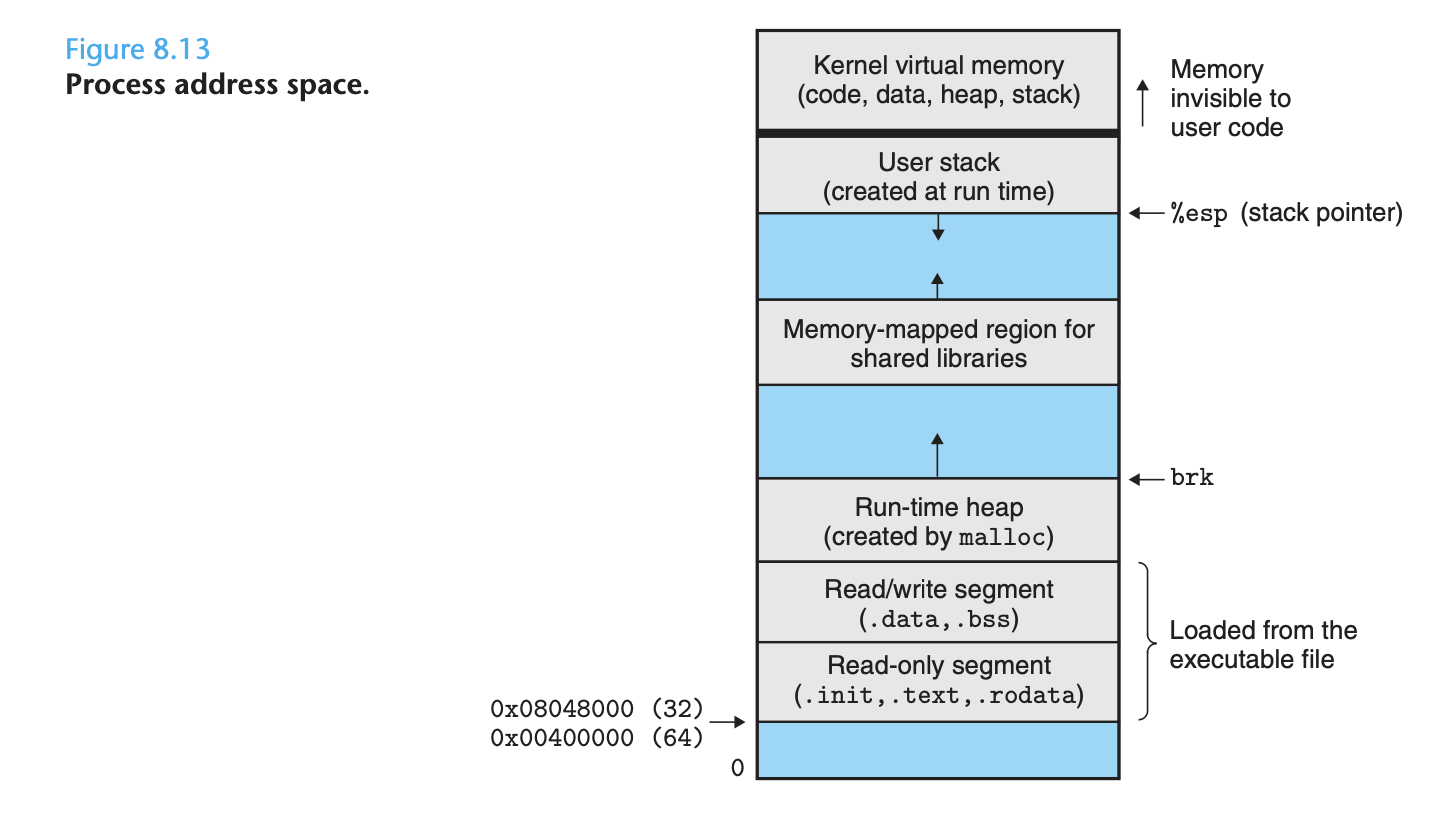 Figure 8.13
Process address space.
Kernel virtual memory
(code, data, heap, stack)
Memory
invisible to
user code
User stack
(created at run time)
%esp (stack pointer)
Memory-mapped region for
shared libraries
brk
Run-time heap
(created by malloc)
Read/write segment
(.data,.bss)
Loaded from the
executable file
Read-only segment
(.init,.text,.rodata)
0x08048000 (32)
0x00400000 (64)
0